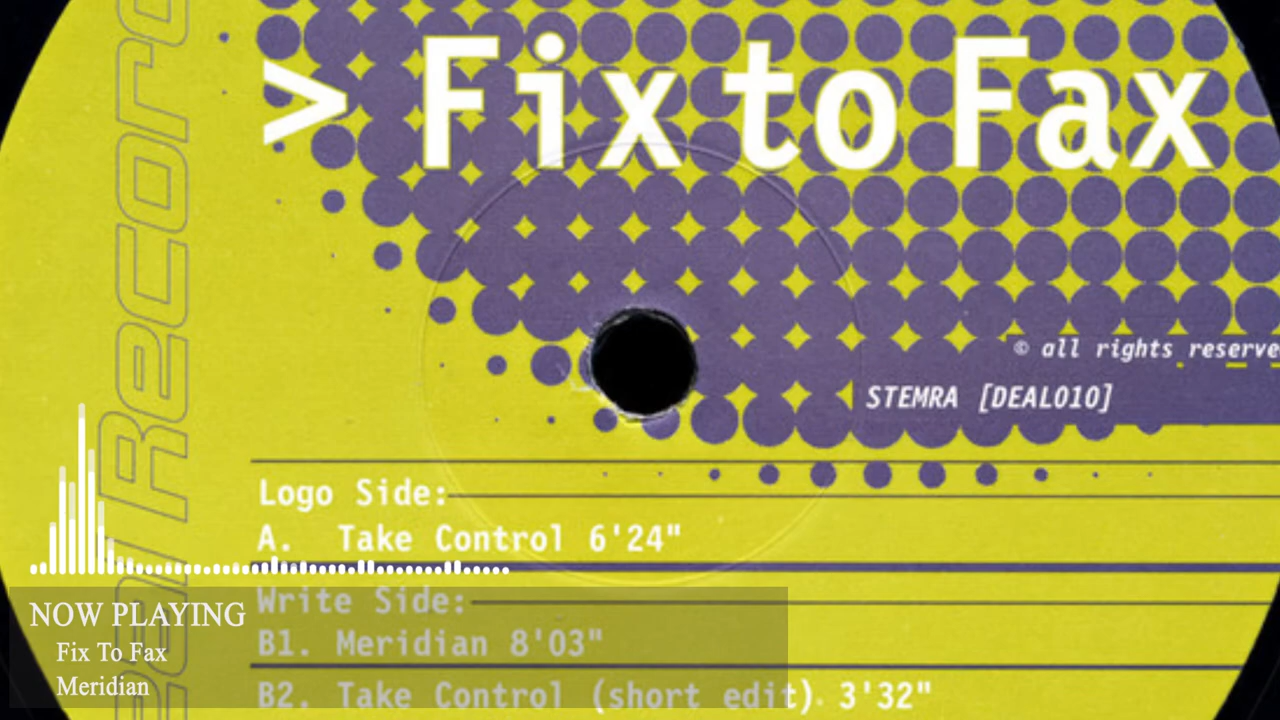 > Fix to Fax
© all rights reserve
STEMRA [DEAL010]
Logo Side:
A. Take Control 6'24"
Write Side:
B1. Meridian 8'03"
B2. Take Control (short edit). 3'32"
NOW PLAYING
Fix To Fax
Meridian